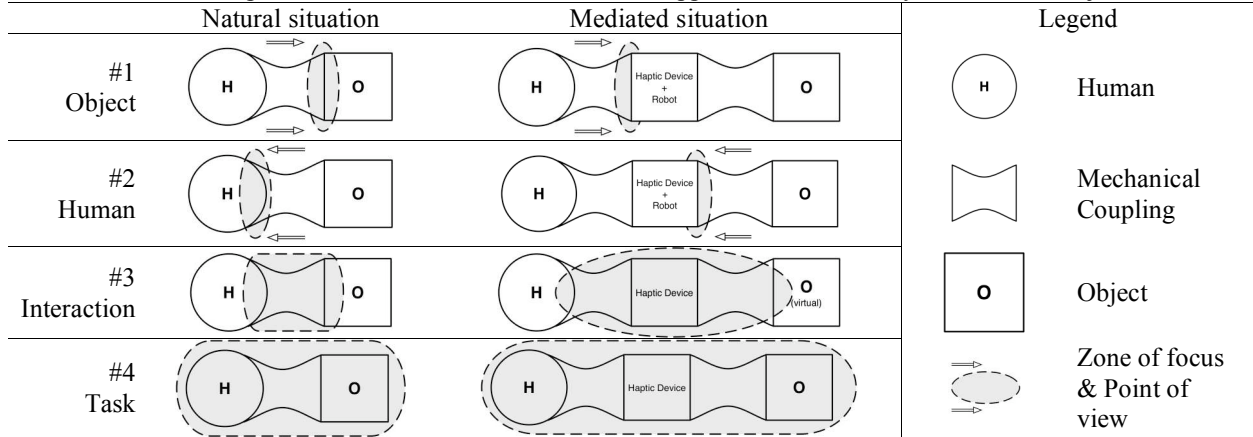 Natural situation Mediated situation Legend
#1
Object
H O
H Haptic Device
+
Robot O
H Human
#2
Human
H O
H Haptic Device
+
Robot O
Mechanical
Coupling
#3
Interaction
H O
H Haptic Device O
(virtual)
O Object
#4
Task
H O
H Haptic Device O
Zone of focus
& Point of
view